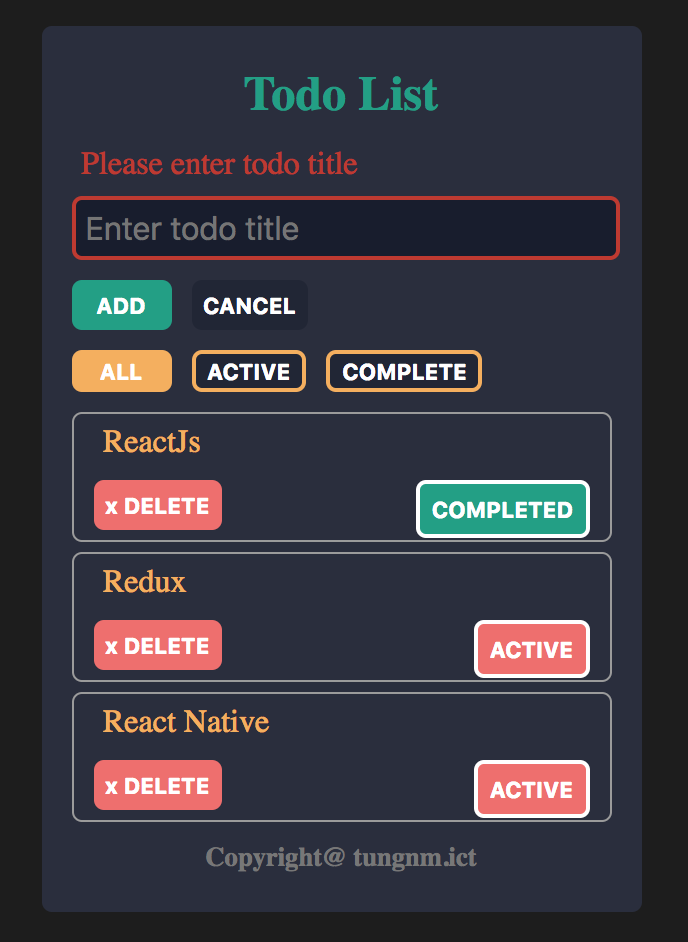 Todo List
Please enter todo title
Enter todo title
ADD CANCEL
ALL ACTIVE COMPLETE
ReactJs
x DELETE COMPLETED
Redux
x DELETE ACTIVE
React Native
x DELETE ACTIVE
Copyright@ tungnm.ict